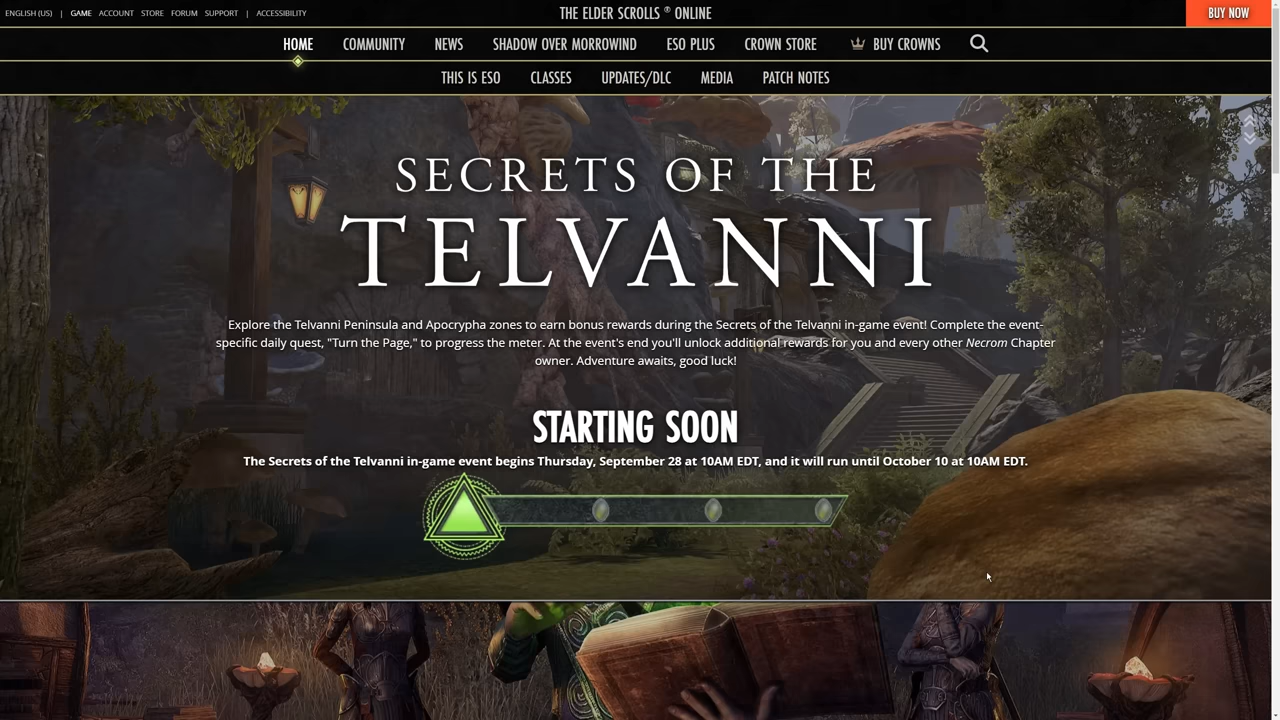 ENGLISH (US) | GAME ACCOUNT STORE FORUM SUPPORT | ACCESSIBILITY
THE ELDER SCROLLS ® ONLINE
BUY NOW
HOME COMMUNITY NEWS SHADOW OVER MORROWIND ESO PLUS CROWN STORE BUY CROWNS
THIS IS ESO CLASSES UPDATES/DLC MEDIA PATCH NOTES
SECRETS OF THE
TELVANNI
Explore the Telvanni Peninsula and Apocrypha zones to earn bonus rewards during the Secrets of the Telvanni in-game event! Complete the event-
specific daily quest, "Turn the Page," to progress the meter. At the event's end you'll unlock additional rewards for you and every other Necrom Chapter
owner. Adventure awaits, good luck!
STARTING SOON
The Secrets of the Telvanni in-game event begins Thursday, September 28 at 10AM EDT, and it will run until October 10 at 10AM EDT.